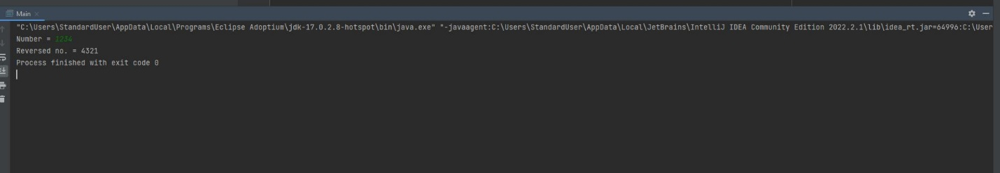 Main
"C:\Users\StandardUser\AppData\Local\Programs\Eclipse Adoptium\jdk-17.0.2.8-hotspot\bin\java.exe" "-javaagent:C:\Users\StandardUser\AppData\Local\JetBrains\IntelliJ IDEA Community Edition 2022.2.1\lib\idea_rt.jar=64996:C:\User
Number = 1234
Reversed no. = 4321
Process finished with exit code 0